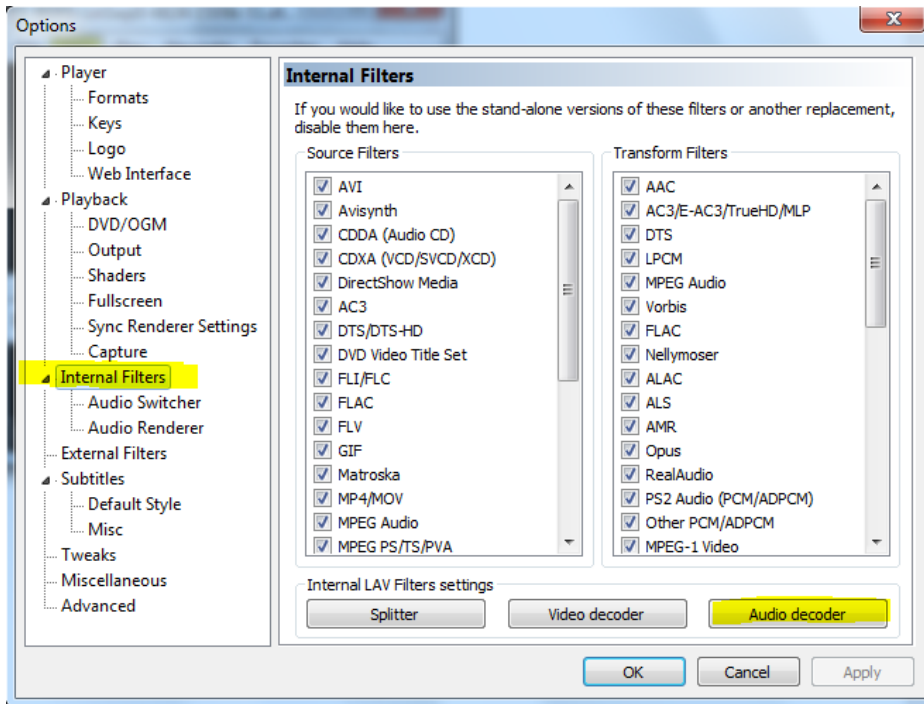 Options
Player
Formats
Keys
Logo
Web Interface
Playback
DVD/OGM
Output
Shaders
Fullscreen
Sync Renderer Settings
Capture
Internal Filters
Audio Switcher
Audio Renderer
External Filters
Subtitles
Default Style
Misc
Tweaks
Miscellaneous
Advanced
Internal Filters
If you would like to use the stand-alone versions of these filters or another replacement,
disable them here.
Source Filters
AVI
Avisynth
CDDA (Audio CD)
CDXA (VCD/SVCD/XCD)
DirectShow Media
AC3
DTS/DTS-HD
DVD Video Title Set
FLI/FLC
FLAC
FLV
GIF
Matroska
MP4/MOV
MPEG Audio
MPEG PS/TS/PVA
Transform Filters
AAC
AC3/E-AC3/TrueHD/MLP
DTS
LPCM
MPEG Audio
Vorbis
FLAC
Nellymoser
ALAC
ALS
AMR
Opus
RealAudio
PS2 Audio (PCM/ADPCM)
Other PCM/ADPCM
MPEG-1 Video
Internal LAV Filters settings
Splitter
Video decoder
Audio decoder
OK
Cancel
Apply